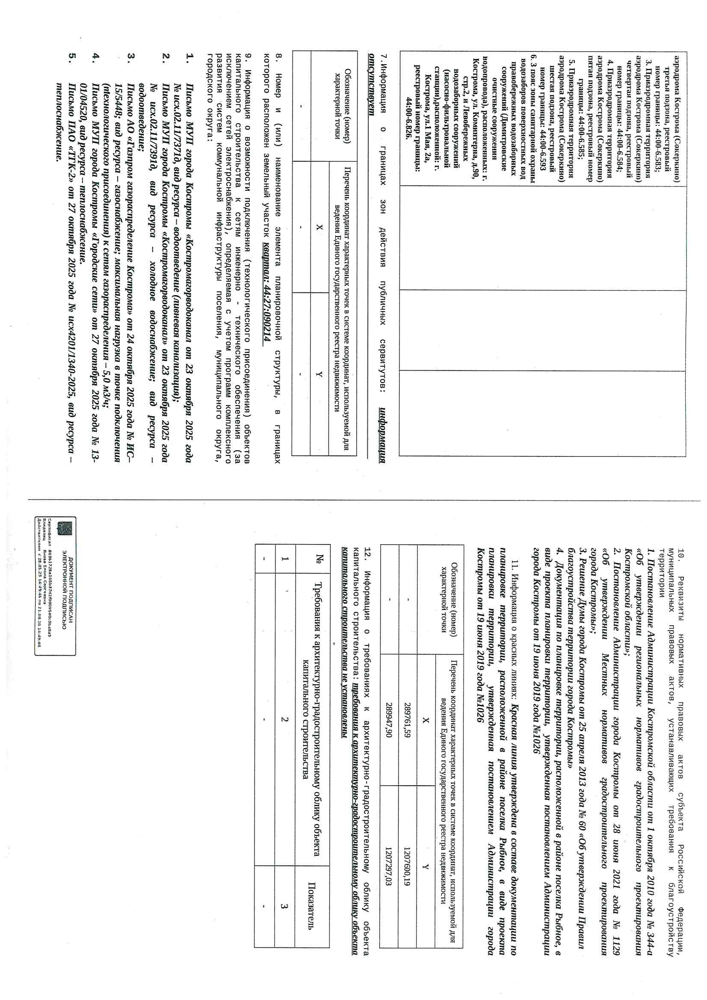 аэродрома Кострома (Сокеркино)
третья подзона, реестровый
номер границы: 44:00-6.583;
3. Приаэродромная территория
аэродрома Кострома (Сокеркино)
четвертая подзона, реестровый
номер границы: 44:00-6.584;
4. Приаэродромная территория
аэродрома Кострома (Сокеркино)
пятая подзона, реестровый номер
границы: 44:00-6.585;
5. Приаэродромная территория
аэродрома Кострома (Сокеркино)
шестая подзона, реестровый
номер границы: 44:00-6.593
6. 3 пояс зоны санитарной охраны
водозаборов поверхностных вод
правобережных водозаборных
сооружений (Димитровские
очистные сооружения
водопровода), расположенных: г.
Кострома, ул. Коминтерна, д.90,
стр.2, и Левобережных
водозаборных сооружений
(насосно-фильтровальной
станции),расположенной: г.
Кострома, ул.1 Мая, 2а,
реестровый номер границы:
44:00-6.826.
7.Информация о границах зон действия публичных сервитутов: информация
отсутствует
Обозначение (номер)
характерной точки
Перечень координат характерных точек в системе координат, используемой для
ведения Единого государственного реестра недвижимости
X Y
- - -
8. Номер и (или) наименование элемента планировочной структуры, в границах
которого расположен земельный участок квартал: 44:27:090214
9. Информация о возможности подключения (технологического присоединения) объектов
капитального строительства к сетям инженерно - технического обеспечения (за
исключением сетей электроснабжения), определяемая с учетом программ комплексного
развития систем коммунальной инфраструктуры поселения, муниципального округа,
городского округа:
1. Письмо МУП города Костромы «Костромагорводоканал от 23 октября 2025 года
№ исх.02.11/7371д, вид ресурса – водоотведение (ливневая канализация);
2. Письмо МУП города Костромы «Костромагорводоканал» от 23 октября 2025 года
№ исх.02.11/7391д, вид ресурса – холодное водоснабжение; вид ресурса –
водоотведение;
3. Письмо АО «Газпром газораспределение Кострома» от 24 октября 2025 года № ИС–
15/5448; вид ресурса – газоснабжение; максимальная нагрузка в точке подключения
(технологического присоединения) к сетям газораспределения – 5,0 м3/ч;
4. Письмо МУП города Костромы «Городские сети» от 27 октября 2025 года № 13-
01/04520, вид ресурса – теплоснабжение.
5. Письмо ПАО «ТГК-2» от 27 октября 2025 года № исх4201/1340-2025, вид ресурса –
теплоснабжение.
10. Реквизиты нормативных правовых актов субъекта Российской Федерации,
муниципальных правовых актов, устанавливающих требования к благоустройству
территории
1. Постановление Администрации Костромской области от 1 октября 2010 года № 344-а
«Об утверждении региональных нормативов градостроительного проектирования
Костромской области»;
2. Постановление Администрации города Костромы от 28 июня 2021 года № 1129
«Об утверждении Местных нормативов градостроительного проектирования
города Костромы»;
3. Решение Думы города Костромы от 25 апреля 2013 года № 60 «Об утверждении Правил
благоустройства территории города Костромы»
4. Документация по планировке территории, расположенной в районе поселка Рыбное, в
виде проекта планировки территории, утвержденная постановлением Администрации
города Костромы от 19 июня 2019 года №1026
11. Информация о красных линиях: Красная линия утверждена в составе документации по
планировке территории, расположенной в районе поселка Рыбное, в виде проекта
планировки территории, утвержденная постановлением Администрации города
Костромы от 19 июня 2019 года №1026
Обозначение (номер)
характерной точки
Перечень координат характерных точек в системе координат, используемой для
ведения Единого государственного реестра недвижимости
X Y
- 289761,59 1207600,19
- 289947,90 1207297,03
12. Информация о требованиях к архитектурно-градостроительному облику объекта
капитального строительства: требования к архитектурно-градостроительному облику объекта
капитального строительства не установлены
№ Требования к архитектурно-градостроительному облику объекта
капитального строительства
Показатель
1 2 3
- - -
ДОКУМЕНТ ПОДПИСАН
ЭЛЕКТРОННОЙ ПОДПИСЬЮ
Сертификат
Владелец Янова Елена Сергеевна
Действителен с 28.05.25 14:49:46 по 21.08.26 14:49:46